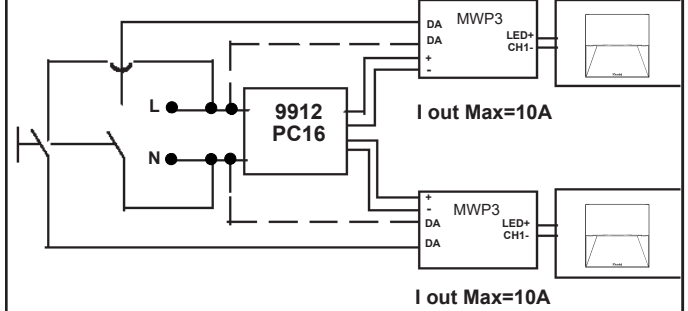 DA
DA
+
-
MWP3
LED+
CH1-
L
N
9912
PC16
I out Max=10A
+
-
DA
DA
MWP3
LED+
CH1-
I out Max=10A